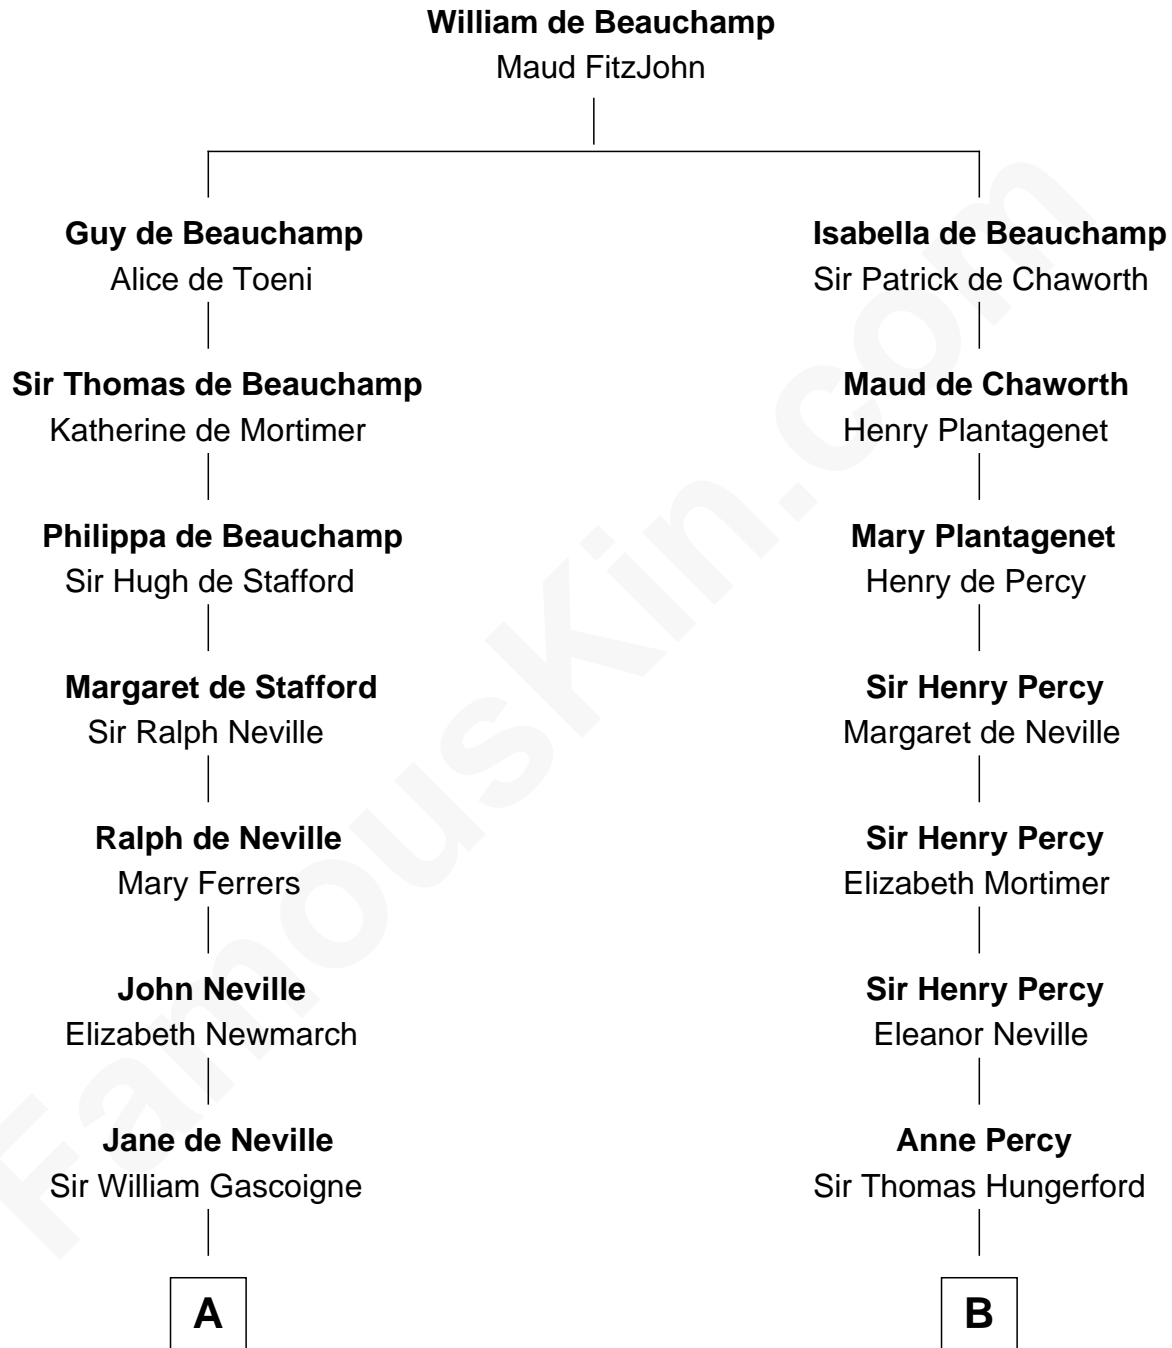 William de Beauchamp
Maud FitzJohn
Guy de Beauchamp
Alice de Toeni
Isabella de Beauchamp
Sir Patrick de Chaworth
Sir Thomas de Beauchamp
Katherine de Mortimer
Maud de Chaworth
Henry Plantagenet
Philippa de Beauchamp
Sir Hugh de Stafford
Mary Plantagenet
Henry de Percy
Margaret de Stafford
Sir Ralph Neville
Sir Henry Percy
Margaret de Neville
Ralph de Neville
Mary Ferrers
Sir Henry Percy
Elizabeth Mortimer
John Neville
Elizabeth Newmarch
Sir Henry Percy
Eleanor Neville
Jane de Neville
Sir William Gascoigne
Anne Percy
Sir Thomas Hungerford
A
B
FamousKin.com